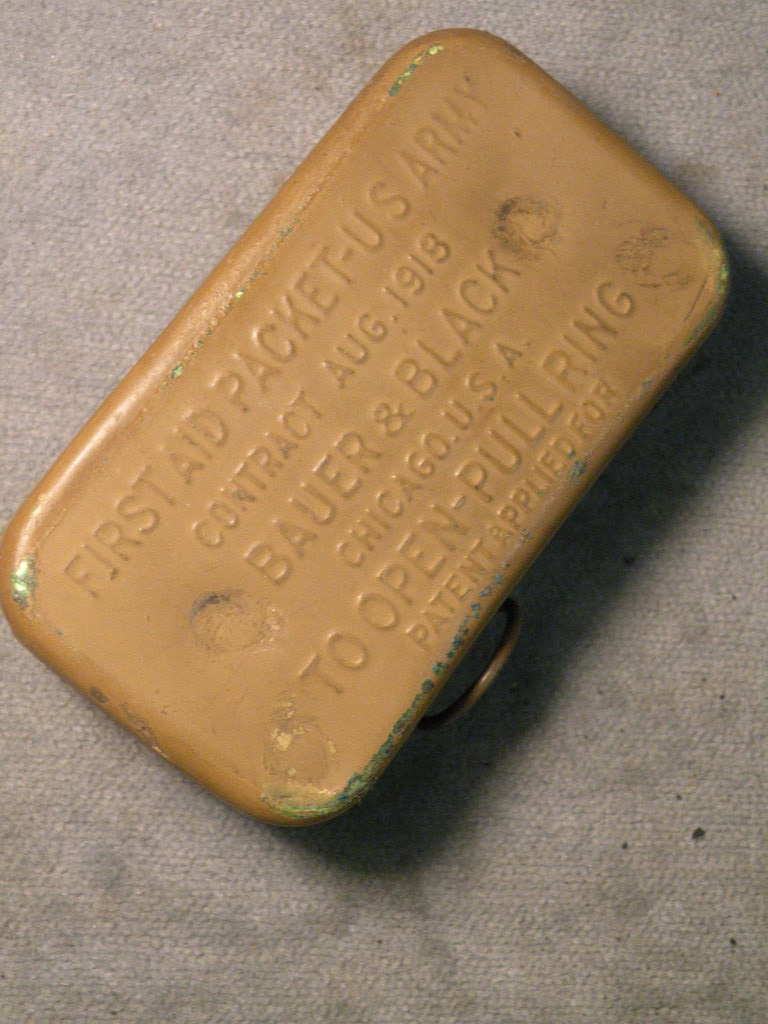 FIRST AID PACKET-U S ARMY
CONTRACT AUG. 1918
BAUER & BLACK
CHICAGO. U. S. A.
TO OPEN-PULL RING
PATENT APPLIED FOR